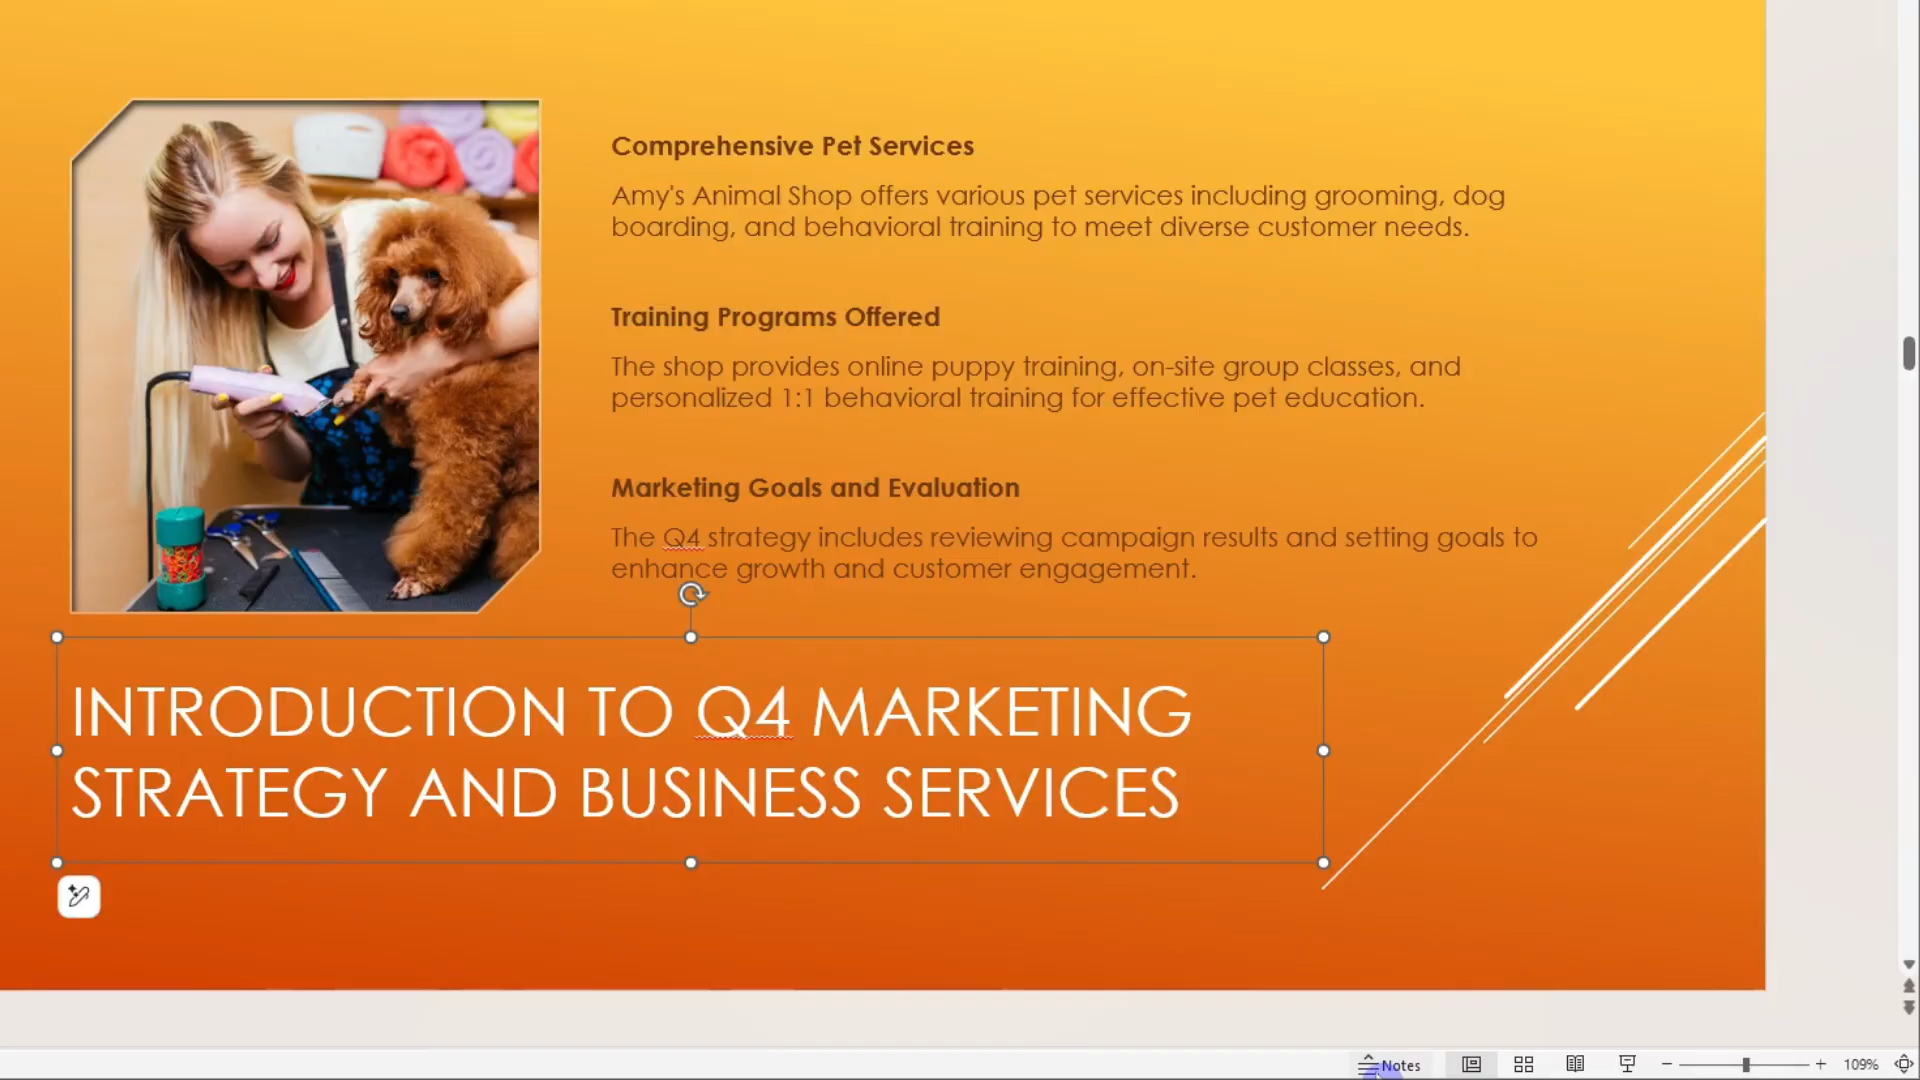 Comprehensive Pet Services
Amy's Animal Shop offers various pet services including grooming, dog
boarding, and behavioral training to meet diverse customer needs.
Training Programs Offered
The shop provides online puppy training, on-site group classes, and
personalized 1:1 behavioral training for effective pet education.
Marketing Goals and Evaluation
The Q4 strategy includes reviewing campaign results and setting goals to
enhance growth and customer engagement.
INTRODUCTION TO Q4 MARKETING
STRATEGY AND BUSINESS SERVICES
Notes
109%